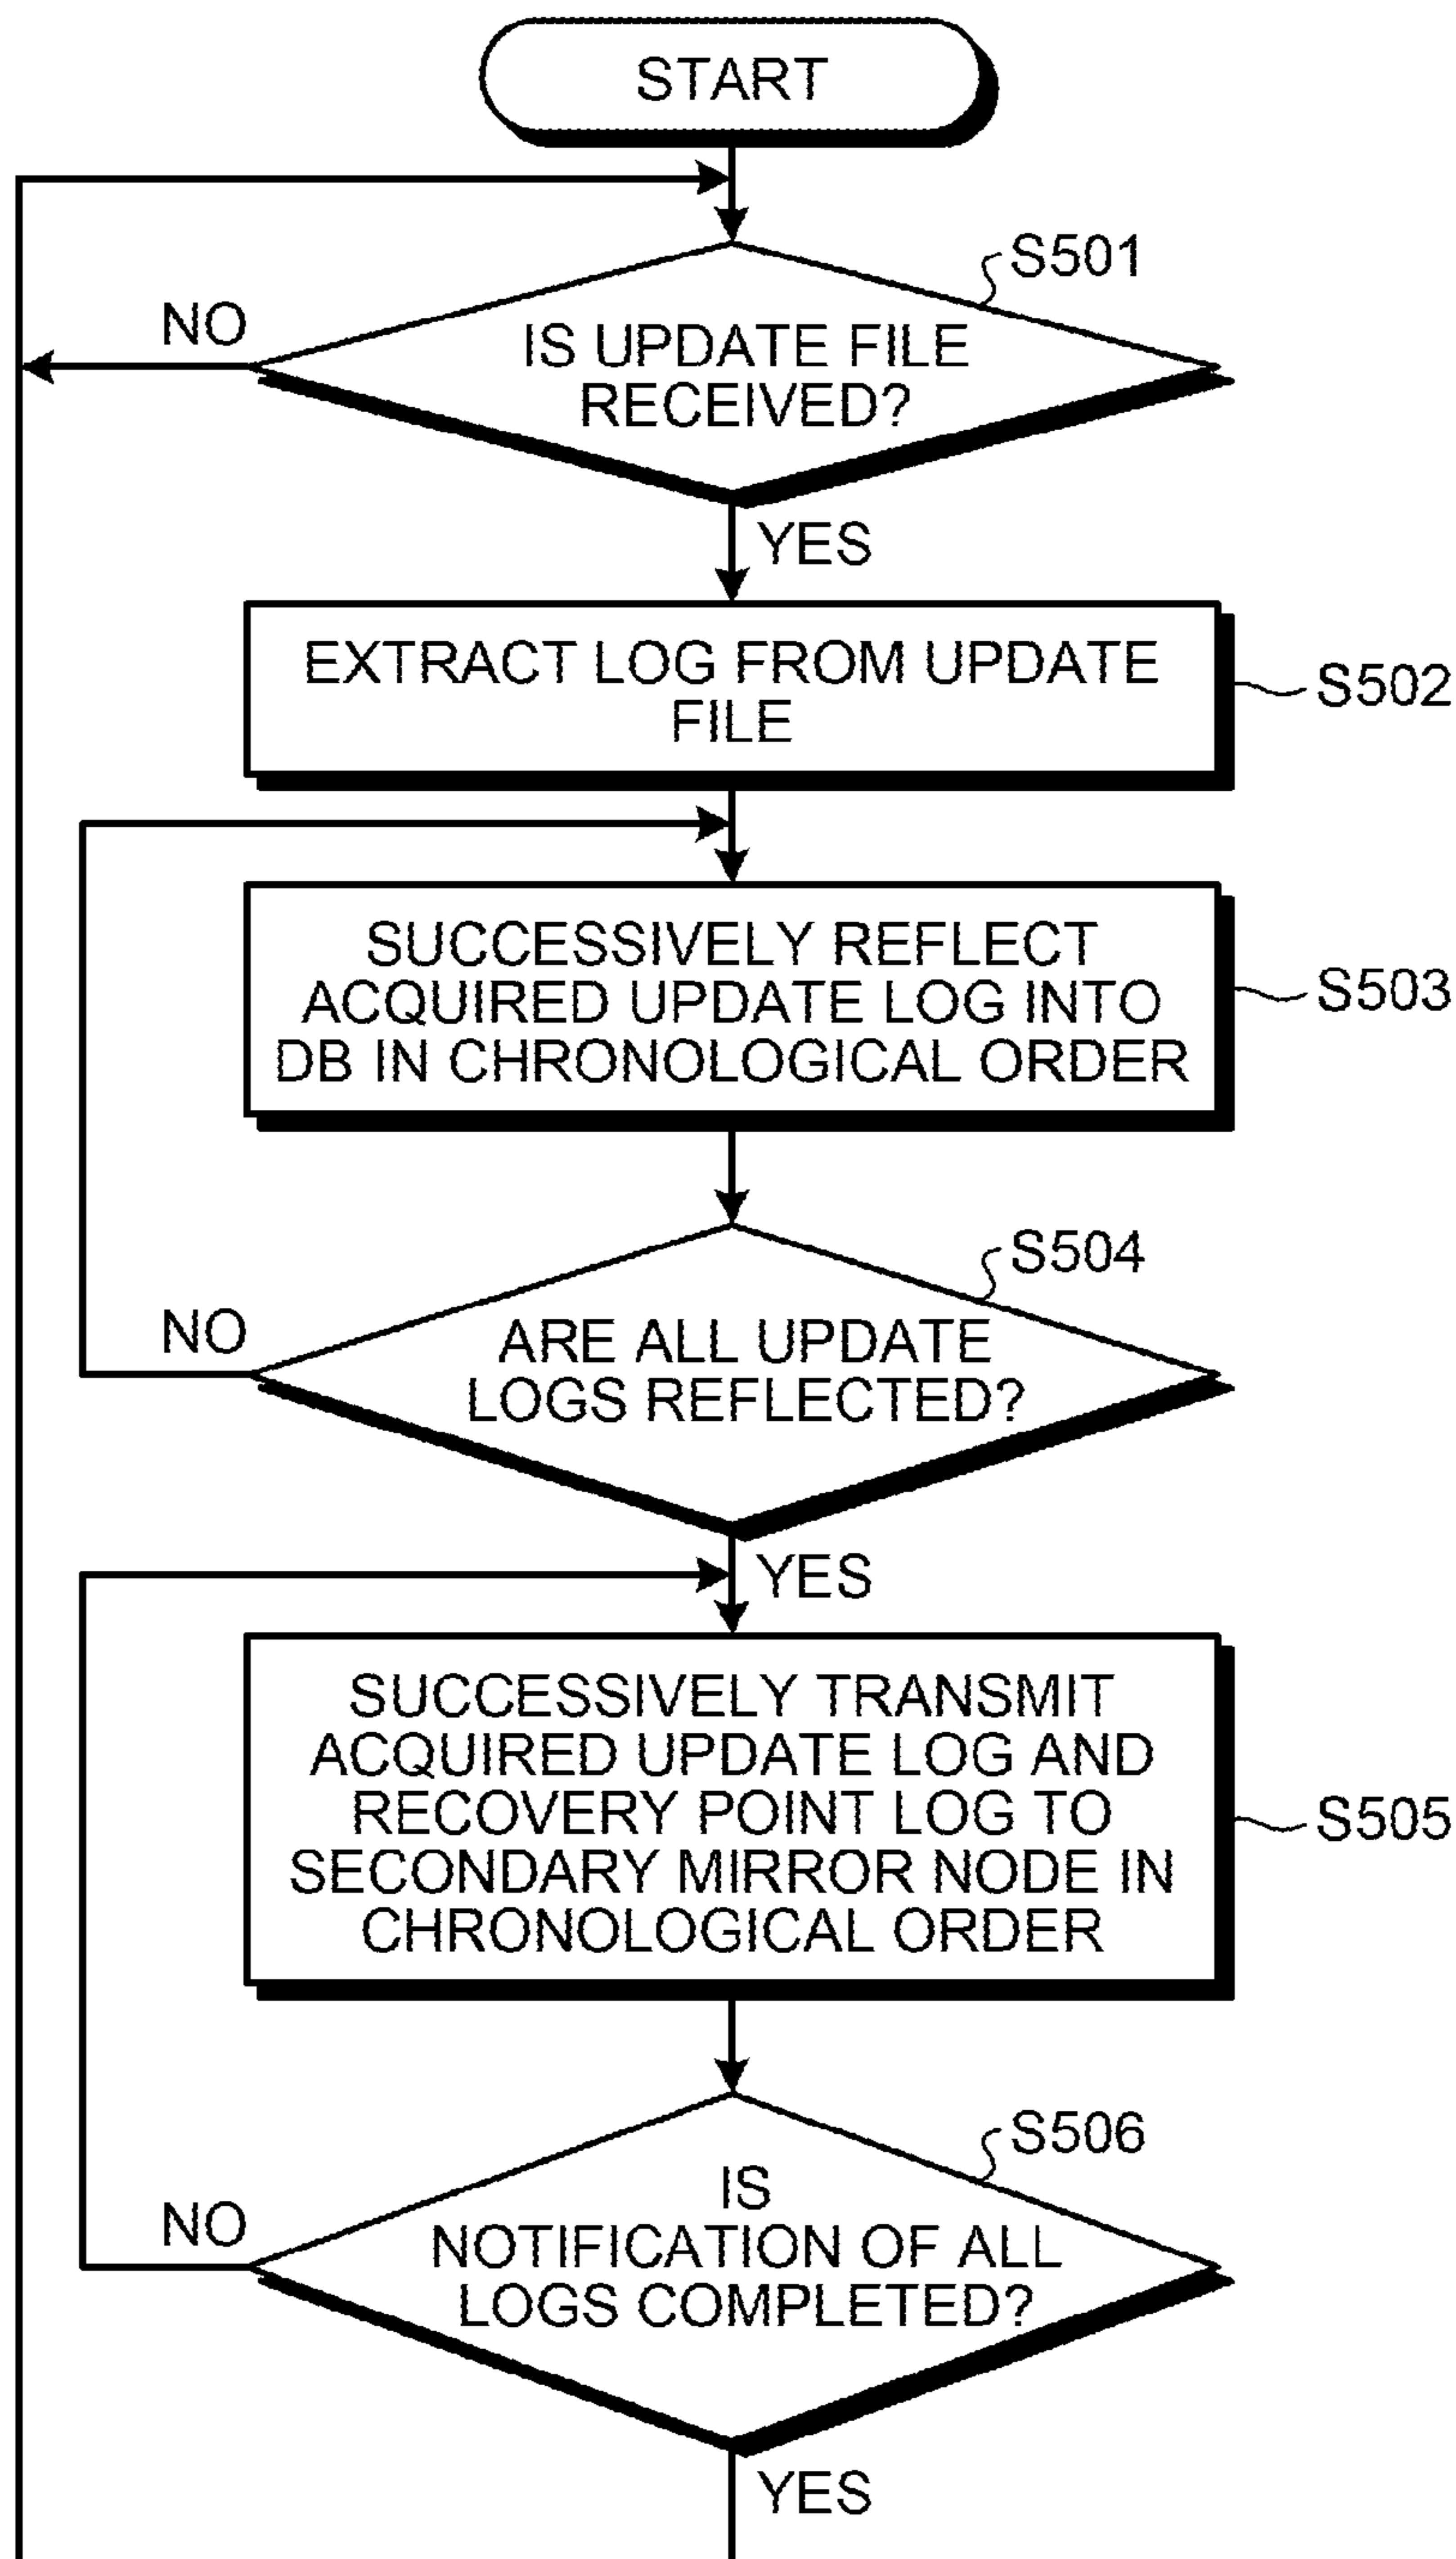 START
S501
NO
IS UPDATE FILE
RECEIVED?
YES
EXTRACT LOG FROM UPDATE
FILE
S502
SUCCESSIVELY REFLECT
ACQUIRED UPDATE LOG INTO
DB IN CHRONOLOGICAL ORDER
S503
S504
NO
ARE ALL UPDATE
LOGS REFLECTED?
YES
SUCCESSIVELY TRANSMIT
ACQUIRED UPDATE LOG AND
RECOVERY POINT LOG TO
SECONDARY MIRROR NODE IN
CHRONOLOGICAL ORDER
S505
S506
NO
IS
NOTIFICATION OF ALL
LOGS COMPLETED?
YES